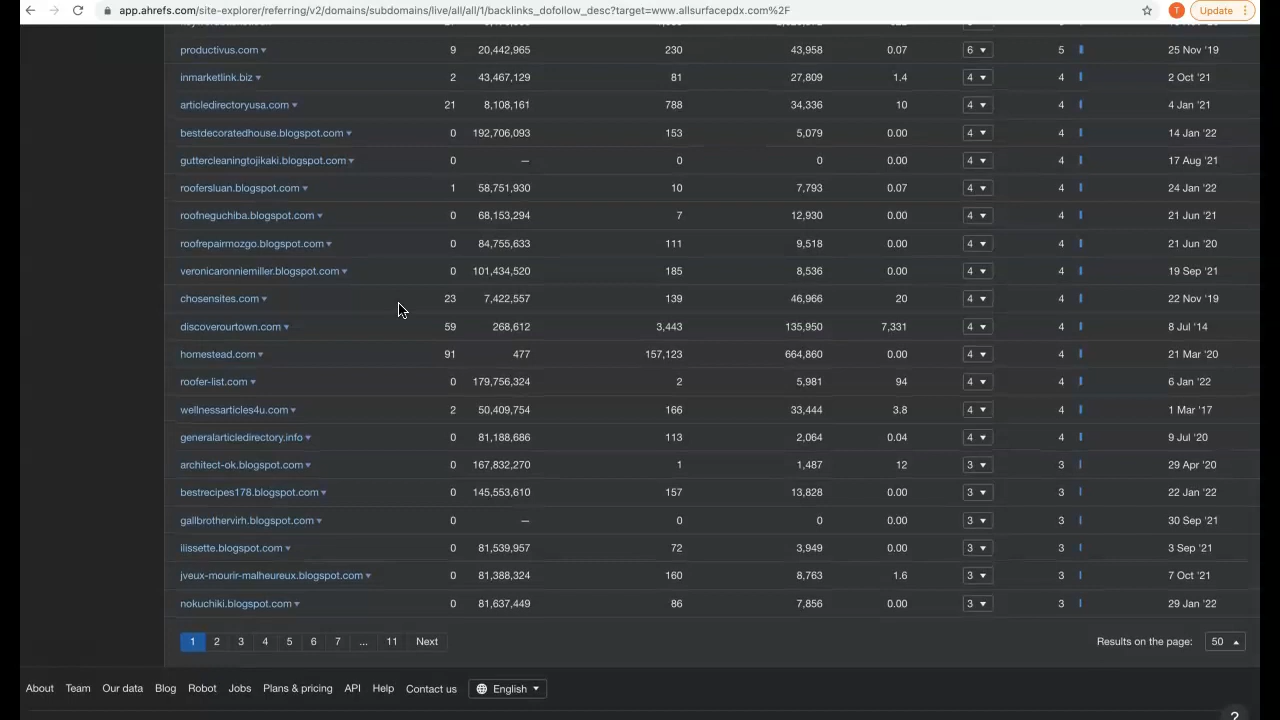 app.ahrefs.com/site-explorer/referring/v2/domains/subdomains/live/all/all/1/backlinks_dofollow_desc?target=www.allsurfacepdx.com%2F T Update
productivus.com 9 20,442,965 230 43,958 0.07 6 5 25 Nov '19
inmarketlink.biz 2 43,467,129 81 27,809 1.4 4 4 2 Oct '21
articledirectoryusa.com 21 8,108,161 788 34,336 10 4 4 4 Jan '21
bestdecoratedhouse.blogspot.com 0 192,706,093 153 5,079 0.00 4 4 14 Jan '22
guttercleaningtojikaki.blogspot.com 0 — 0 0 0.00 4 4 17 Aug '21
roofersluan.blogspot.com 1 58,751,930 10 7,793 0.07 4 4 24 Jan '22
roofneguchiba.blogspot.com 0 68,153,294 7 12,930 0.00 4 4 21 Jun '21
roofrepairmozgo.blogspot.com 0 84,755,633 111 9,518 0.00 4 4 21 Jun '20
veronicaronniemiller.blogspot.com 0 101,434,520 185 8,536 0.00 4 4 19 Sep '21
chosensites.com 23 7,422,557 139 46,966 20 4 4 22 Nov '19
discoverourtown.com 59 268,612 3,443 135,950 7,331 4 4 8 Jul '14
homestead.com 91 477 157,123 664,860 0.00 4 4 21 Mar '20
roofer-list.com 0 179,756,324 2 5,981 94 4 4 6 Jan '22
wellnessarticles4u.com 2 50,409,754 166 33,444 3.8 4 4 1 Mar '17
generalarticledirectory.info 0 81,188,686 113 2,064 0.04 4 4 9 Jul '20
architect-ok.blogspot.com 0 167,832,270 1 1,487 12 3 3 29 Apr '20
bestrecipes178.blogspot.com 0 145,553,610 157 13,828 0.00 3 3 22 Jan '22
gallbrothervirh.blogspot.com 0 — 0 0 0.00 3 3 30 Sep '21
ilissette.blogspot.com 0 81,539,957 72 3,949 0.00 3 3 3 Sep '21
jveux-mourir-malheureux.blogspot.com 0 81,388,324 160 8,763 1.6 3 3 7 Oct '21
nokuchiki.blogspot.com 0 81,637,449 86 7,856 0.00 3 3 29 Jan '22
1 2 3 4 5 6 7 ... 11 Next Results on the page: 50
About Team Our data Blog Robot Jobs Plans & pricing API Help Contact us English
?